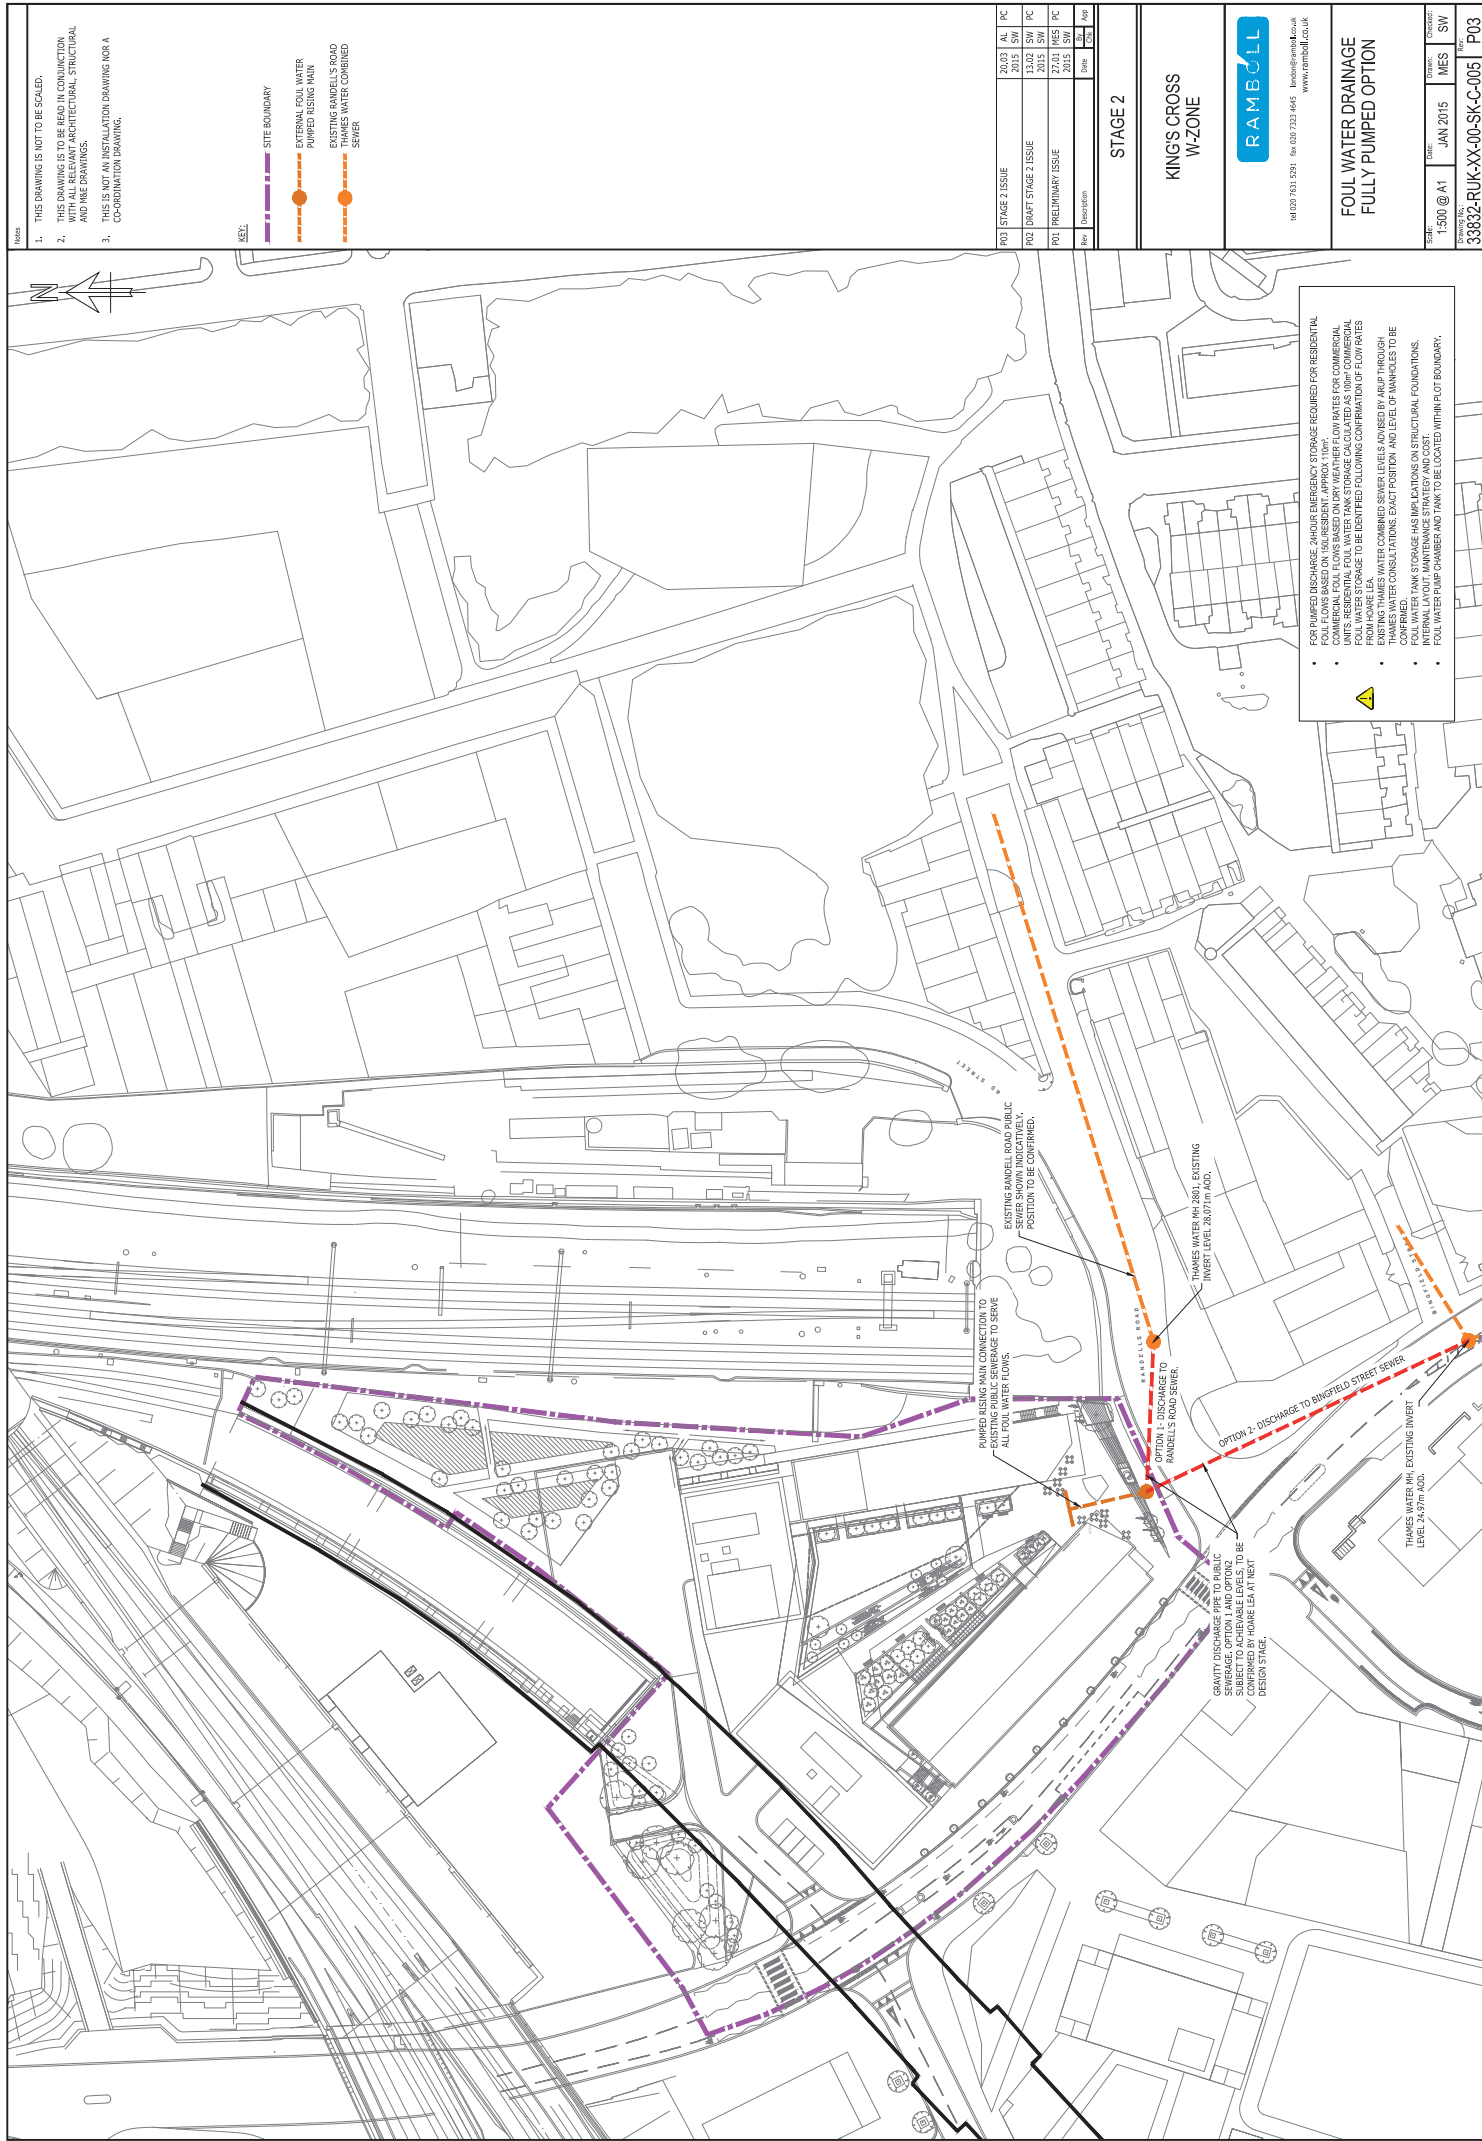 Notes
1. THIS DRAWING IS NOT TO BE SCALED.
2. THIS DRAWING IS TO BE READ IN CONJUNCTION
WITH ALL RELEVANT ARCHITECTURAL, STRUCTURAL
AND M&E DRAWINGS.
3. THIS IS NOT AN INSTALLATION DRAWING NOR A
CO-ORDINATION DRAWING.
KEY:
SITE BOUNDARY
EXTERNAL FOUL WATER
PUMPED RISING MAIN
EXISTING RANDELL'S ROAD
THAMES WATER COMBINED
SEWER
P03 STAGE 2 ISSUE 20.03 2015 AL SW PC
P02 DRAFT STAGE 2 ISSUE 13.02 2015 SW SW PC
P01 PRELIMINARY ISSUE 27.01 2015 MES SW PC
Rev Description Date By Chk App
STAGE 2
KING'S CROSS
W-ZONE
RAMBOLL
tel 020 7631 5291 fax 020 7323 4645 london@ramboll.co.uk
www.ramboll.co.uk
FOUL WATER DRAINAGE
FULLY PUMPED OPTION
Scale: 1:500 @ A1 Date: JAN 2015 Drawn: MES Checked: SW
Drawing No.: 33832-RUK-XX-00-SK-C-005 Rev: P03
N
• FOR PUMPED DISCHARGE, 24HOUR EMERGENCY STORAGE REQUIRED FOR RESIDENTIAL
FOUL FLOWS BASED ON 150L/RESIDENT. APPROX 110m³.
• COMMERCIAL FOUL FLOWS BASED ON DRY WEATHER FLOW RATES FOR COMMERCIAL
UNITS. RESIDENTIAL FOUL WATER TANK STORAGE CALCULATED AS 100m³ COMMERCIAL
FOUL WATER STORAGE TO BE IDENTIFIED FOLLOWING CONFIRMATION OF FLOW RATES
FROM HOARE LEA.
• EXISTING THAMES WATER COMBINED SEWER LEVELS ADVISED BY ARUP THROUGH
THAMES WATER CONSULTATIONS. EXACT POSITION AND LEVEL OF MANHOLES TO BE
CONFIRMED.
• FOUL WATER TANK STORAGE HAS IMPLICATIONS ON STRUCTURAL FOUNDATIONS,
INTERNAL LAYOUT, MAINTENANCE STRATEGY AND COST.
• FOUL WATER PUMP CHAMBER AND TANK TO BE LOCATED WITHIN PLOT BOUNDARY.
RD STREET
EXISTING RANDELL ROAD PUBLIC
SEWER SHOWN INDICATIVELY.
POSITION TO BE CONFIRMED.
PUMPED RISING MAIN CONNECTION TO
EXISTING PUBLIC SEWERAGE TO SERVE
ALL FOUL WATER FLOWS.
RANDELLS ROAD
THAMES WATER MH 2801, EXISTING
INVERT LEVEL 28.071m AOD.
OPTION 1 - DISCHARGE TO
RANDELL'S ROAD SEWER.
OPTION 2- DISCHARGE TO BINGFIELD STREET SEWER
BINGFIELD ST
THAMES WATER MH, EXISTING INVERT
LEVEL 24.97m AOD.
GRAVITY DISCHARGE PIPE TO PUBLIC
SEWERAGE. OPTION 1 AND OPTION2
SUBJECT TO ACHIEVABLE LEVELS, TO BE
CONFIRMED BY HOARE LEA AT NEXT
DESIGN STAGE.